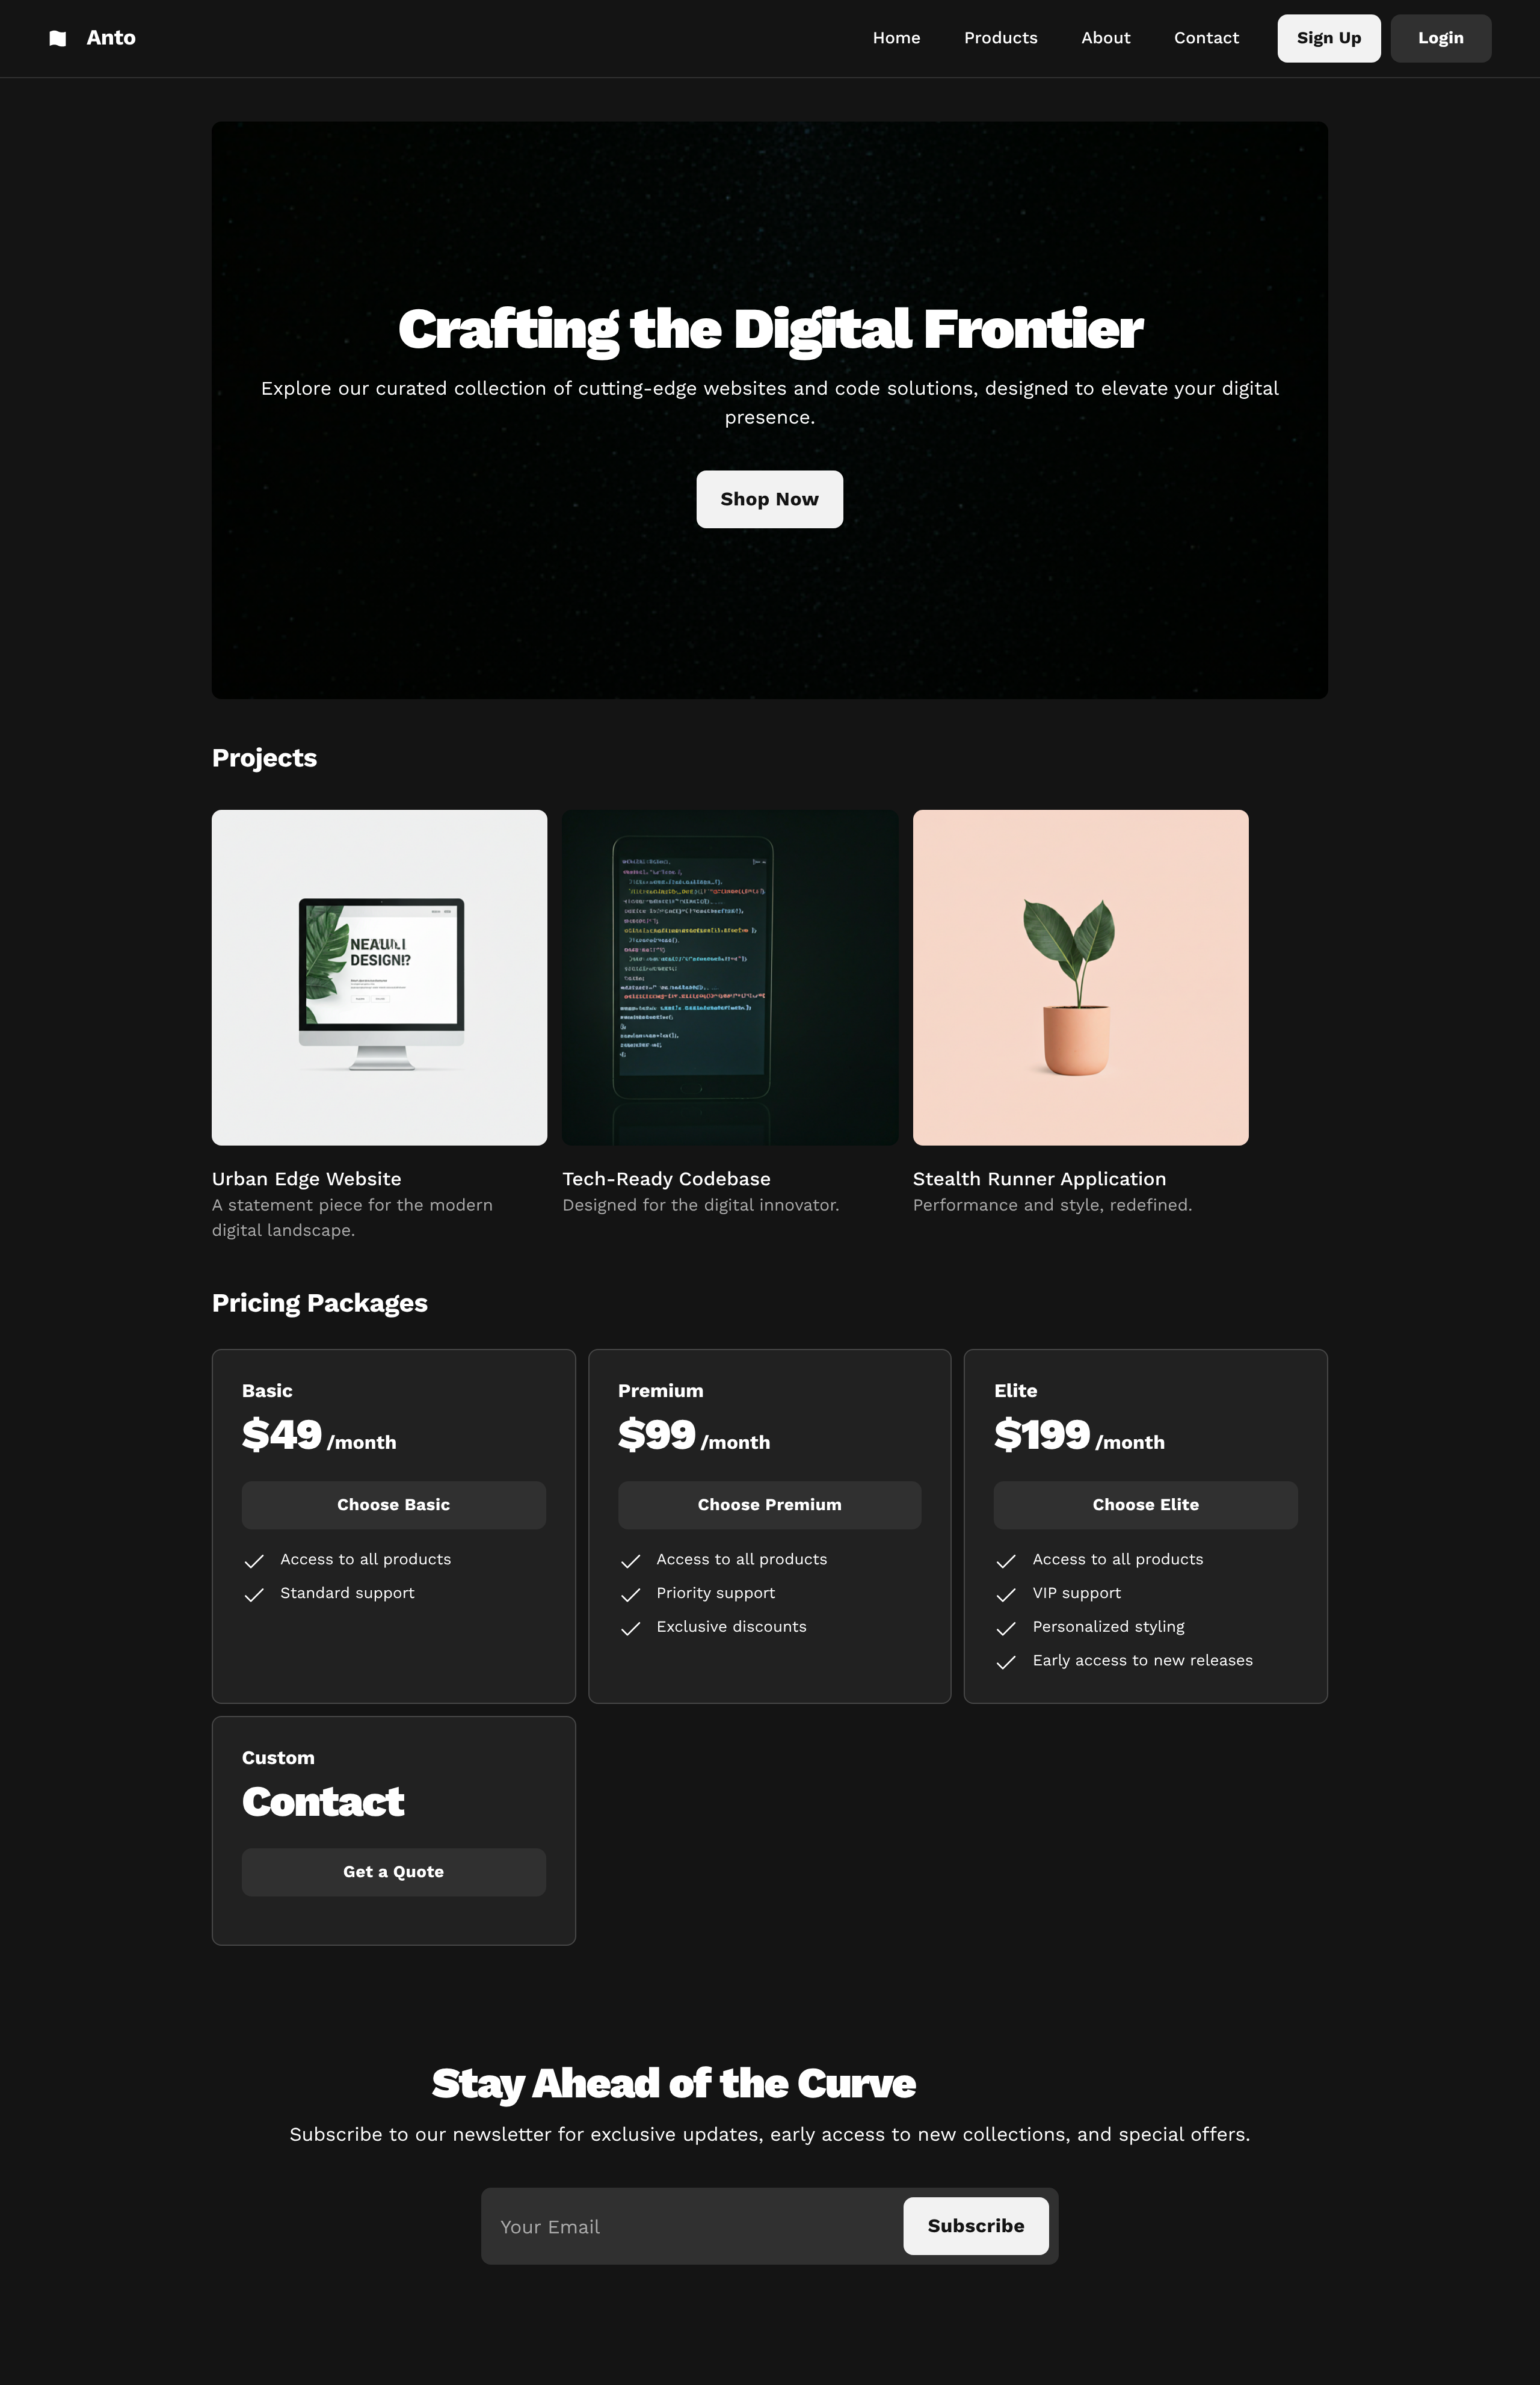 Anto
Home
Products
About
Contact
Sign Up
Login
Crafting the Digital Frontier
Explore our curated collection of cutting-edge websites and code solutions, designed to elevate your digital
presence.
Shop Now
Projects
DESIGN!?
Urban Edge Website
A statement piece for the modern
digital landscape.
Tech-Ready Codebase
Designed for the digital innovator.
Stealth Runner Application
Performance and style, redefined.
Pricing Packages
Basic
$49 /month
Choose Basic
Access to all products
Standard support
Premium
$99 /month
Choose Premium
Access to all products
Priority support
Exclusive discounts
Elite
$199 /month
Choose Elite
Access to all products
VIP support
Personalized styling
Early access to new releases
Custom
Contact
Get a Quote
Stay Ahead of the Curve
Subscribe to our newsletter for exclusive updates, early access to new collections, and special offers.
Your Email
Subscribe